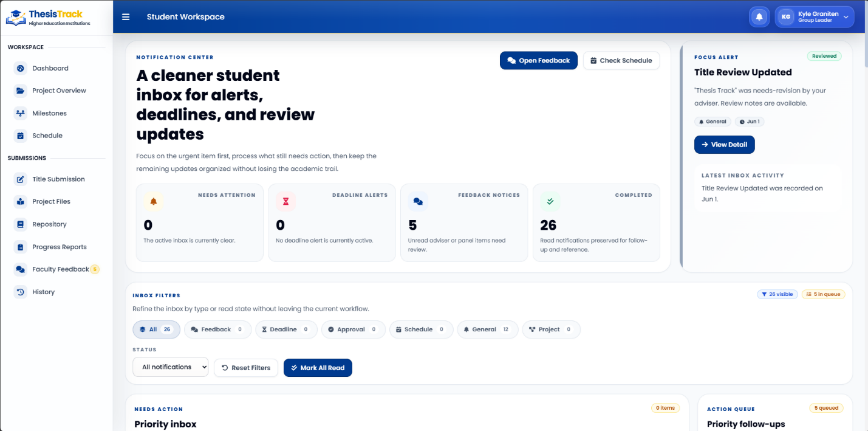 ThesisTrack
Higher Education Institutions
Student Workspace
KG
Kyle Graniten
Group Leader
WORKSPACE
Dashboard
Project Overview
Milestones
Schedule
SUBMISSIONS
Title Submission
Project Files
Repository
Progress Reports
Faculty Feedback 5
History
NOTIFICATION CENTER
A cleaner student
inbox for alerts,
deadlines, and review
updates
Open Feedback
Check Schedule
Focus on the urgent item first, process what still needs action, then keep the
remaining updates organized without losing the academic trail.
NEEDS ATTENTION
0
The active inbox is currently clear.
DEADLINE ALERTS
0
No deadline alert is currently active.
FEEDBACK NOTICES
5
Unread adviser or panel items need
review.
COMPLETED
26
Read notifications preserved for follow-
up and reference.
FOCUS ALERT
Reviewed
Title Review Updated
"Thesis Track" was needs-revision by your
adviser. Review notes are available.
General
Jun 1
View Detail
LATEST INBOX ACTIVITY
Title Review Updated was recorded on
Jun 1.
INBOX FILTERS
26 visible
5 in queue
Refine the inbox by type or read state without leaving the current workflow.
All 26
Feedback 0
Deadline 0
Approval 0
Schedule 0
General 12
Project 0
STATUS
All notifications
Reset Filters
Mark All Read
NEEDS ACTION
0 items
Priority inbox
ACTION QUEUE
5 queued
Priority follow-ups